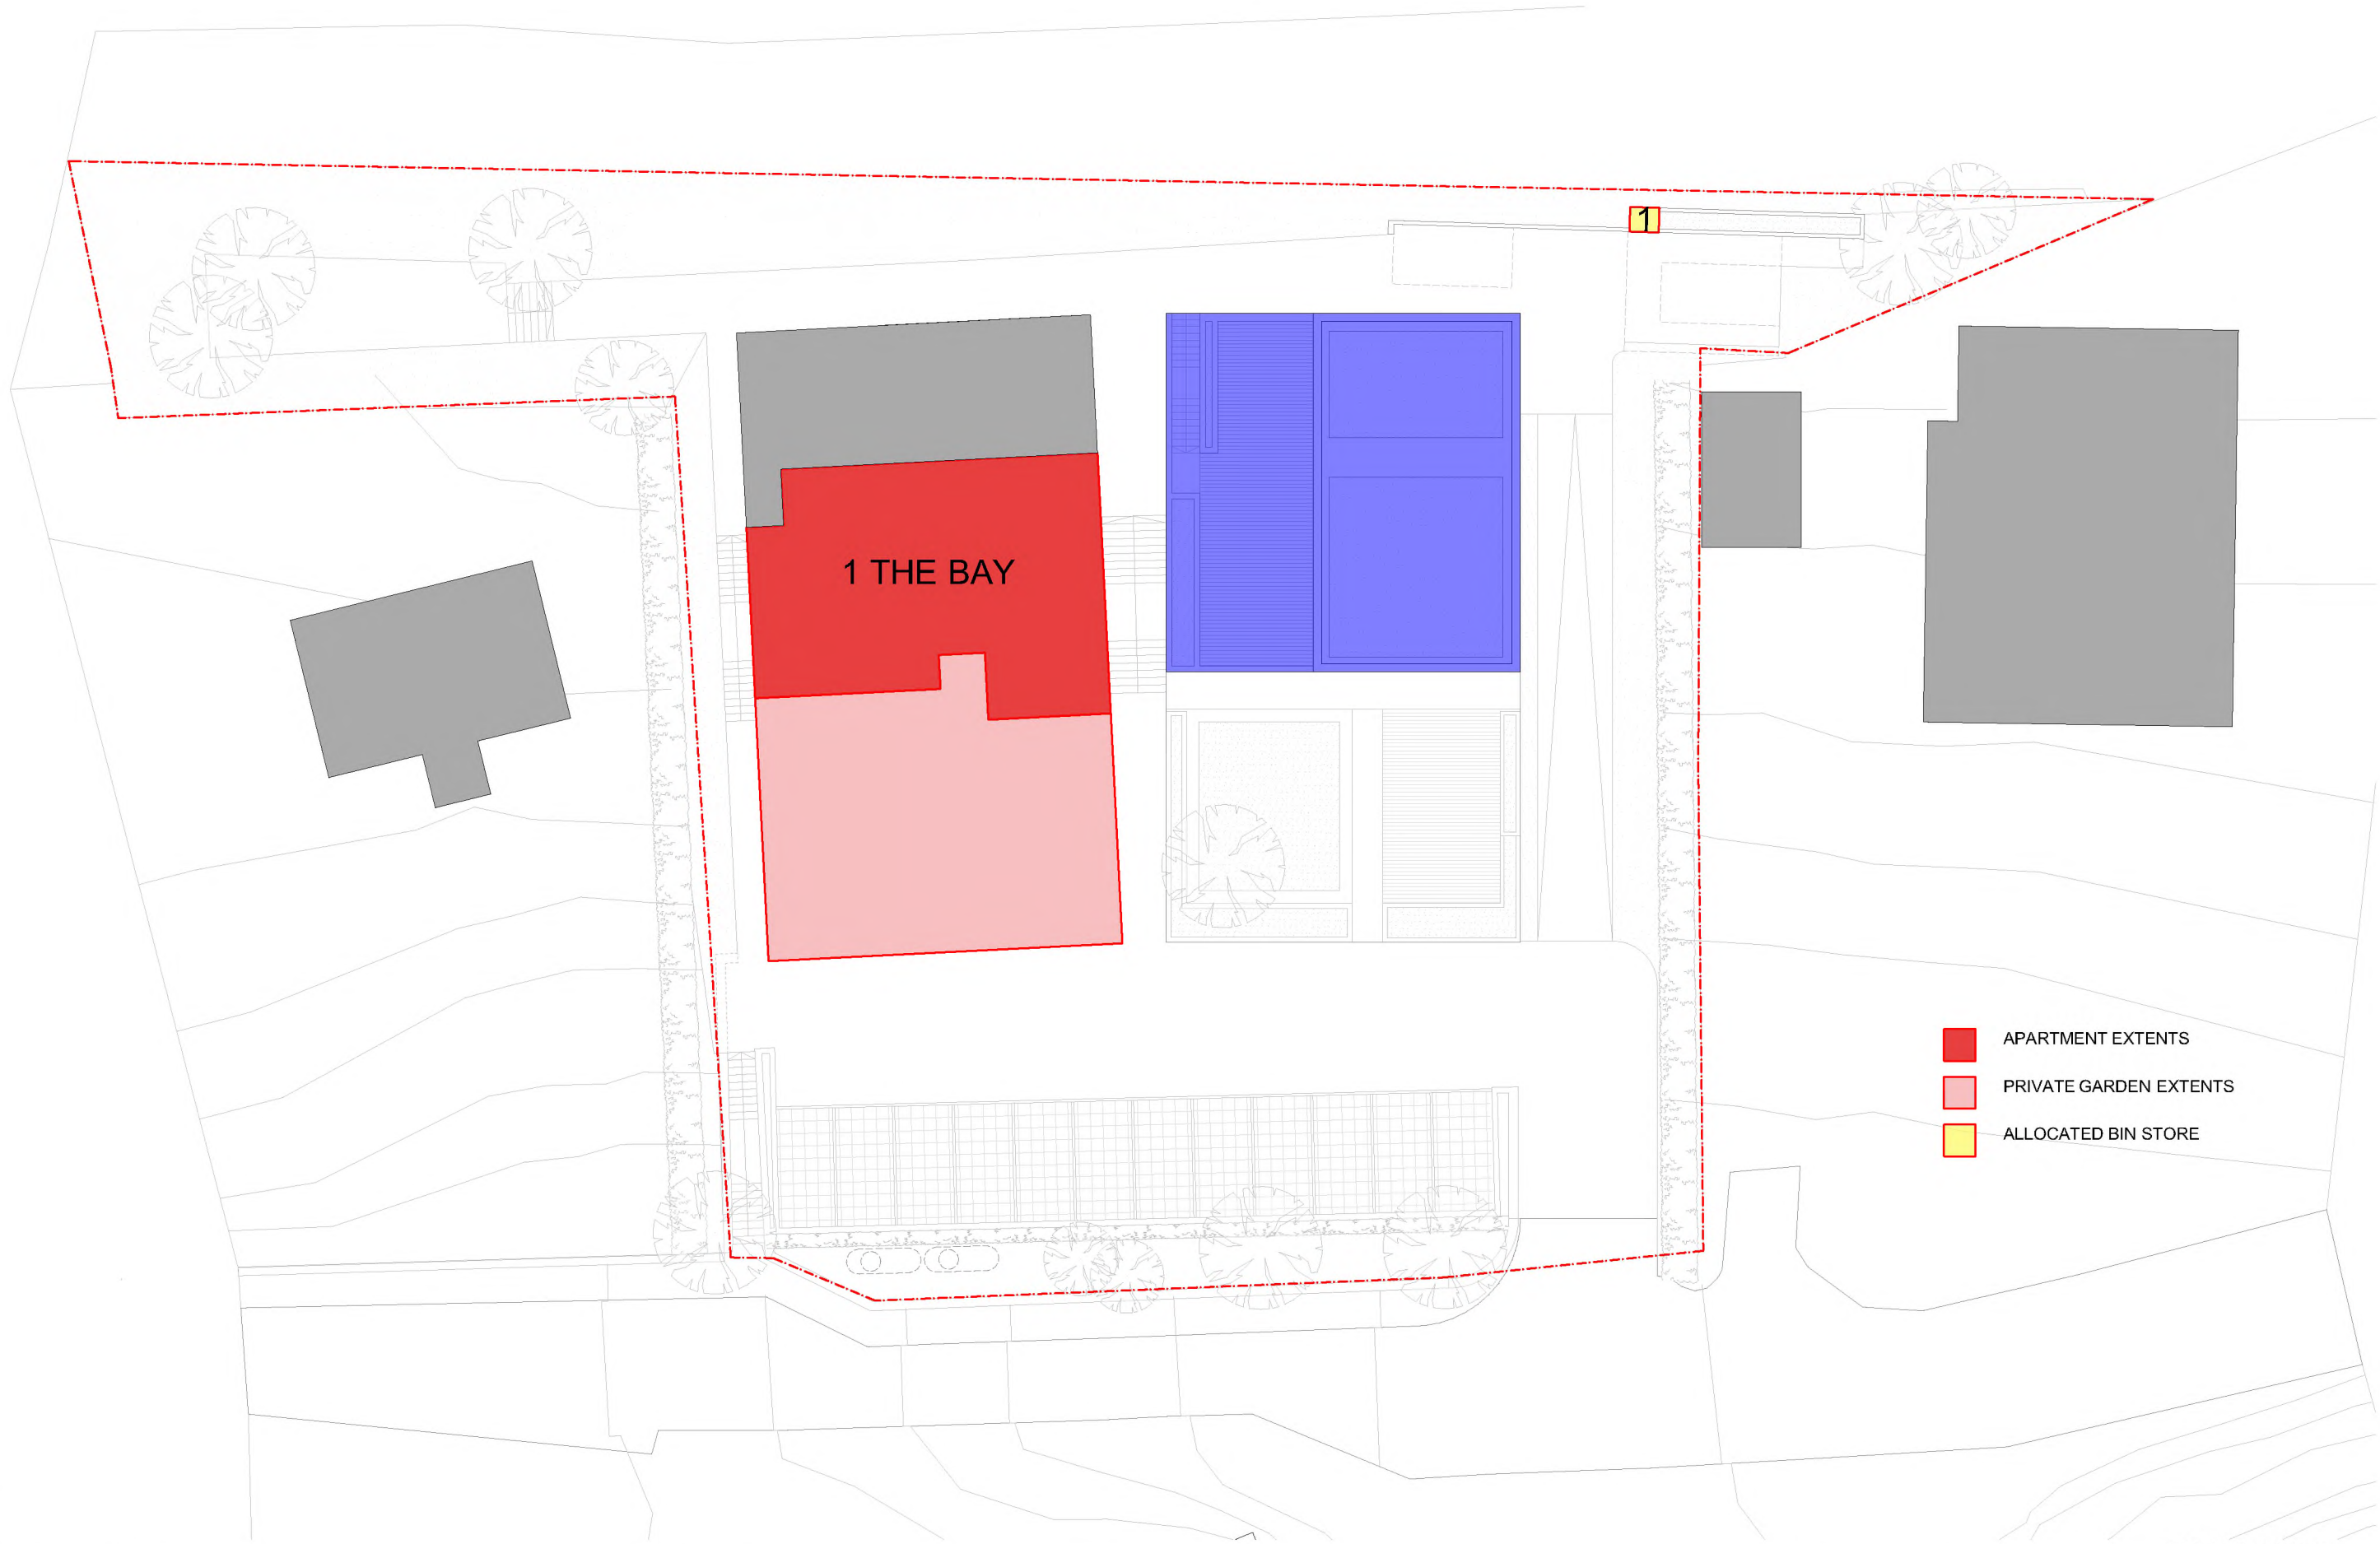 1
1 THE BAY
APARTMENT EXTENTS
PRIVATE GARDEN EXTENTS
ALLOCATED BIN STORE